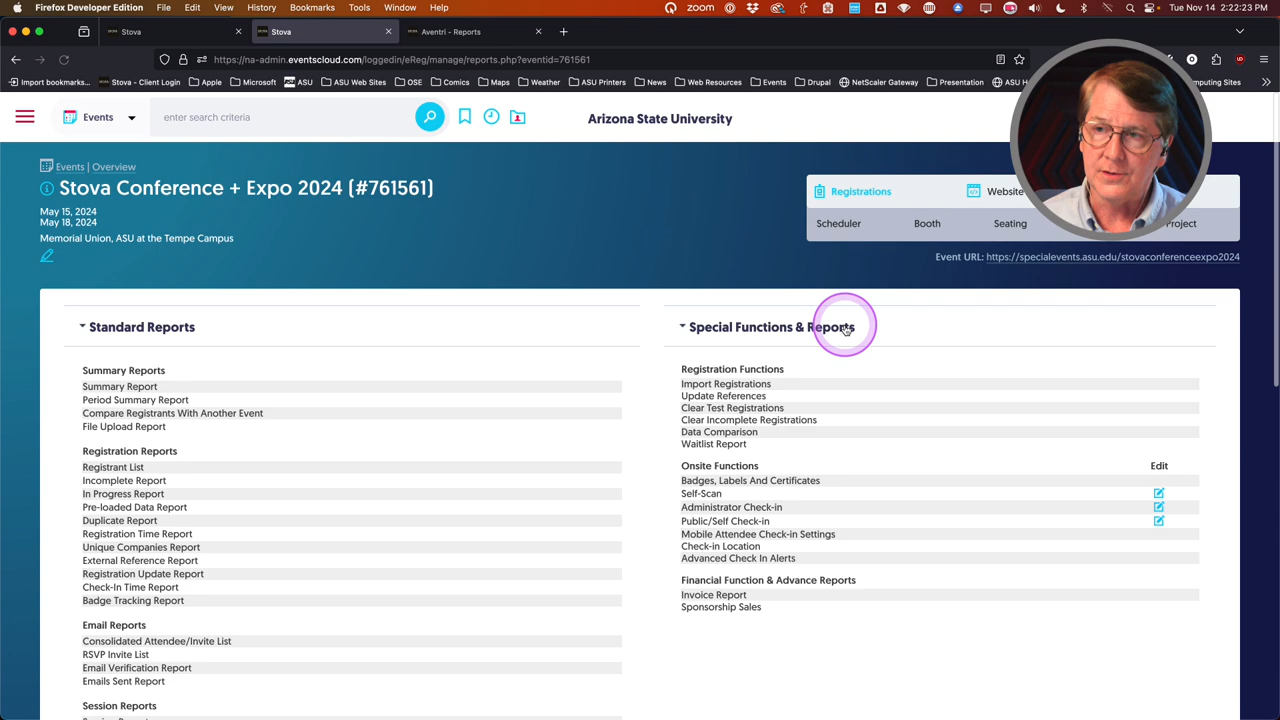 Firefox Developer Edition File Edit View History Bookmarks Tools Window Help zoom Tue Nov 14 2:22:23 PM
Stova
Stova
Aventri - Reports
https://na-admin.eventscloud.com/loggedin/eReg/manage/reports.php?eventid=761561
Import bookmarks... Stova - Client Login Apple Microsoft ASU ASU Web Sites OSE Comics Maps Weather ASU Printers News Web Resources Events Drupal NetScaler Gateway Presentation ASU
Events
enter search criteria
Arizona State University
Events | Overview
Stova Conference + Expo 2024 (#761561)
May 15, 2024
May 18, 2024
Memorial Union, ASU at the Tempe Campus
Registrations Website
Scheduler Booth Seating Project
Event URL: https://specialevents.asu.edu/stovaconferenceexpo2024
Standard Reports
Summary Reports
Summary Report
Period Summary Report
Compare Registrants With Another Event
File Upload Report
Registration Reports
Registrant List
Incomplete Report
In Progress Report
Pre-loaded Data Report
Duplicate Report
Registration Time Report
Unique Companies Report
External Reference Report
Registration Update Report
Check-In Time Report
Badge Tracking Report
Email Reports
Consolidated Attendee/Invite List
RSVP Invite List
Email Verification Report
Emails Sent Report
Session Reports
Special Functions & Reports
Registration Functions
Import Registrations
Update References
Clear Test Registrations
Clear Incomplete Registrations
Data Comparison
Waitlist Report
Onsite Functions Edit
Badges, Labels And Certificates
Self-Scan
Administrator Check-in
Public/Self Check-in
Mobile Attendee Check-in Settings
Check-in Location
Advanced Check In Alerts
Financial Function & Advance Reports
Invoice Report
Sponsorship Sales